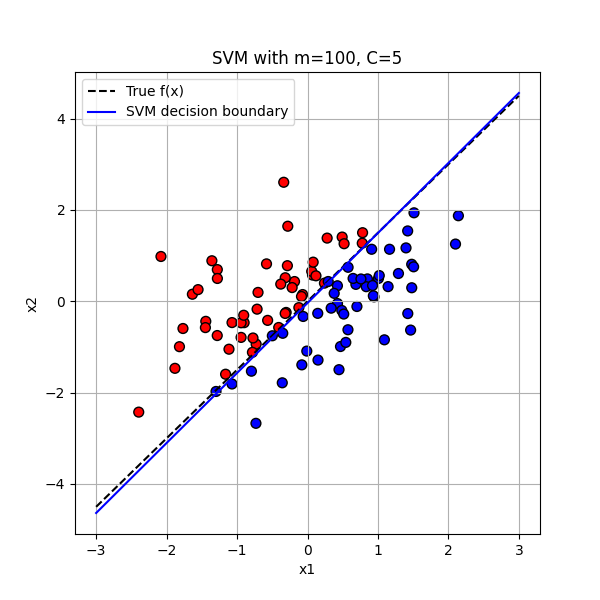 SVM with m=100, C=5
True f(x)
SVM decision boundary
4
2
0
−2
−4
x2
−3
−2
−1
0
1
2
3
x1